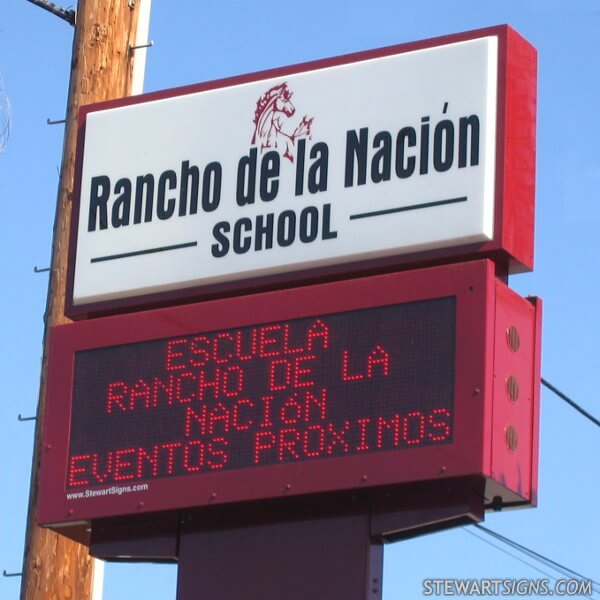 Rancho de la Nación
SCHOOL
ESCUELA
RANCHO DE LA
NACIóN
EVENTOS PROXIMOS
www.StewartSigns.com
STEWARTSIGNS.COM